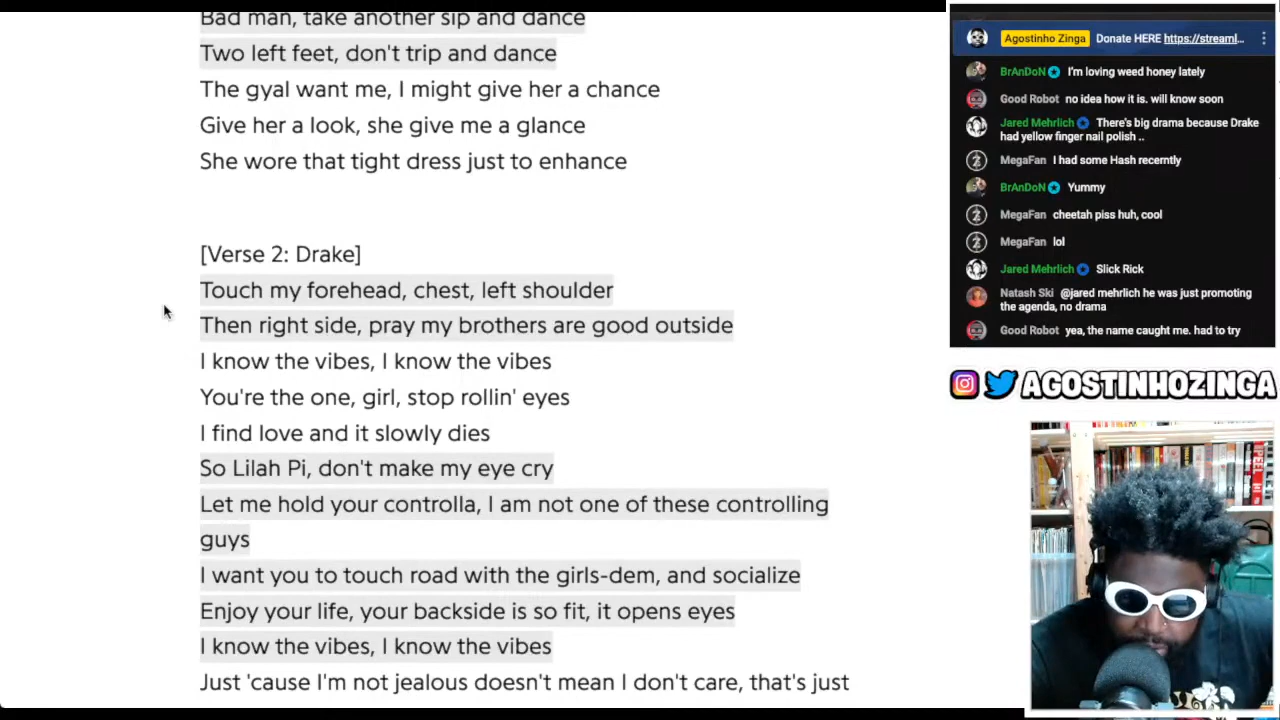 Bad man, take another sip and dance
Two left feet, don't trip and dance
The gyal want me, I might give her a chance
Give her a look, she give me a glance
She wore that tight dress just to enhance
[Verse 2: Drake]
Touch my forehead, chest, left shoulder
Then right side, pray my brothers are good outside
I know the vibes, I know the vibes
You're the one, girl, stop rollin' eyes
I find love and it slowly dies
So Lilah Pi, don't make my eye cry
Let me hold your controlla, I am not one of these controlling
guys
I want you to touch road with the girls-dem, and socialize
Enjoy your life, your backside is so fit, it opens eyes
I know the vibes, I know the vibes
Just 'cause I'm not jealous doesn't mean I don't care, that's just
Agostinho Zinga Donate HERE https://streaml...
BrAnDoN I'm loving weed honey lately
Good Robot no idea how it is. will know soon
Jared Mehrlich There's big drama because Drake
had yellow finger nail polish ..
MegaFan I had some Hash recerntly
BrAnDoN Yummy
MegaFan cheetah piss huh, cool
MegaFan lol
Jared Mehrlich Slick Rick
Natash Ski @jared mehrlich he was just promoting
the agenda, no drama
Good Robot yea, the name caught me. had to try
AGOSTINHOZINGA